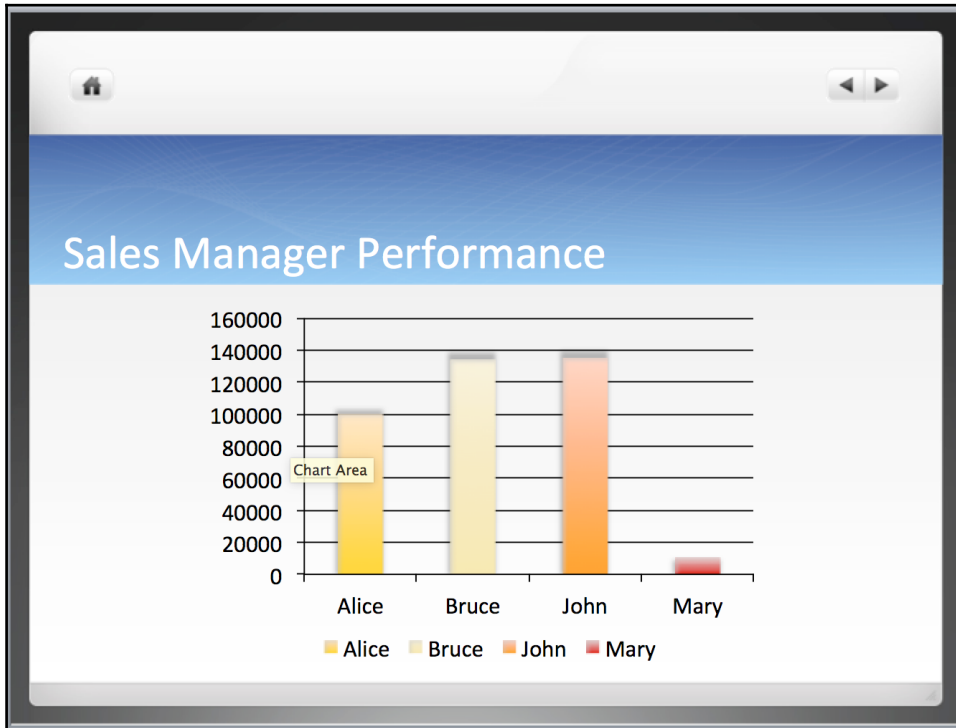 Sales Manager Performance
160000
140000
120000
100000
80000
Chart Area
60000
40000
20000
0
Alice Bruce John Mary
Alice Bruce John Mary